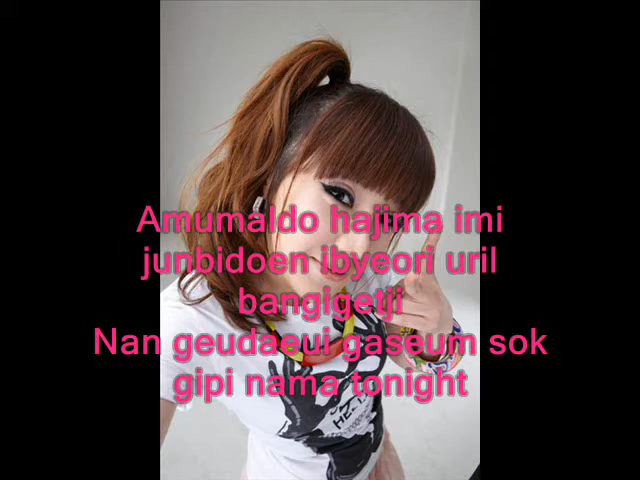 Amumaldo hajima imi
junbidoen ibyeori uril
bangigetji
Nan geudaeui gaseum sok
gipi nama tonight